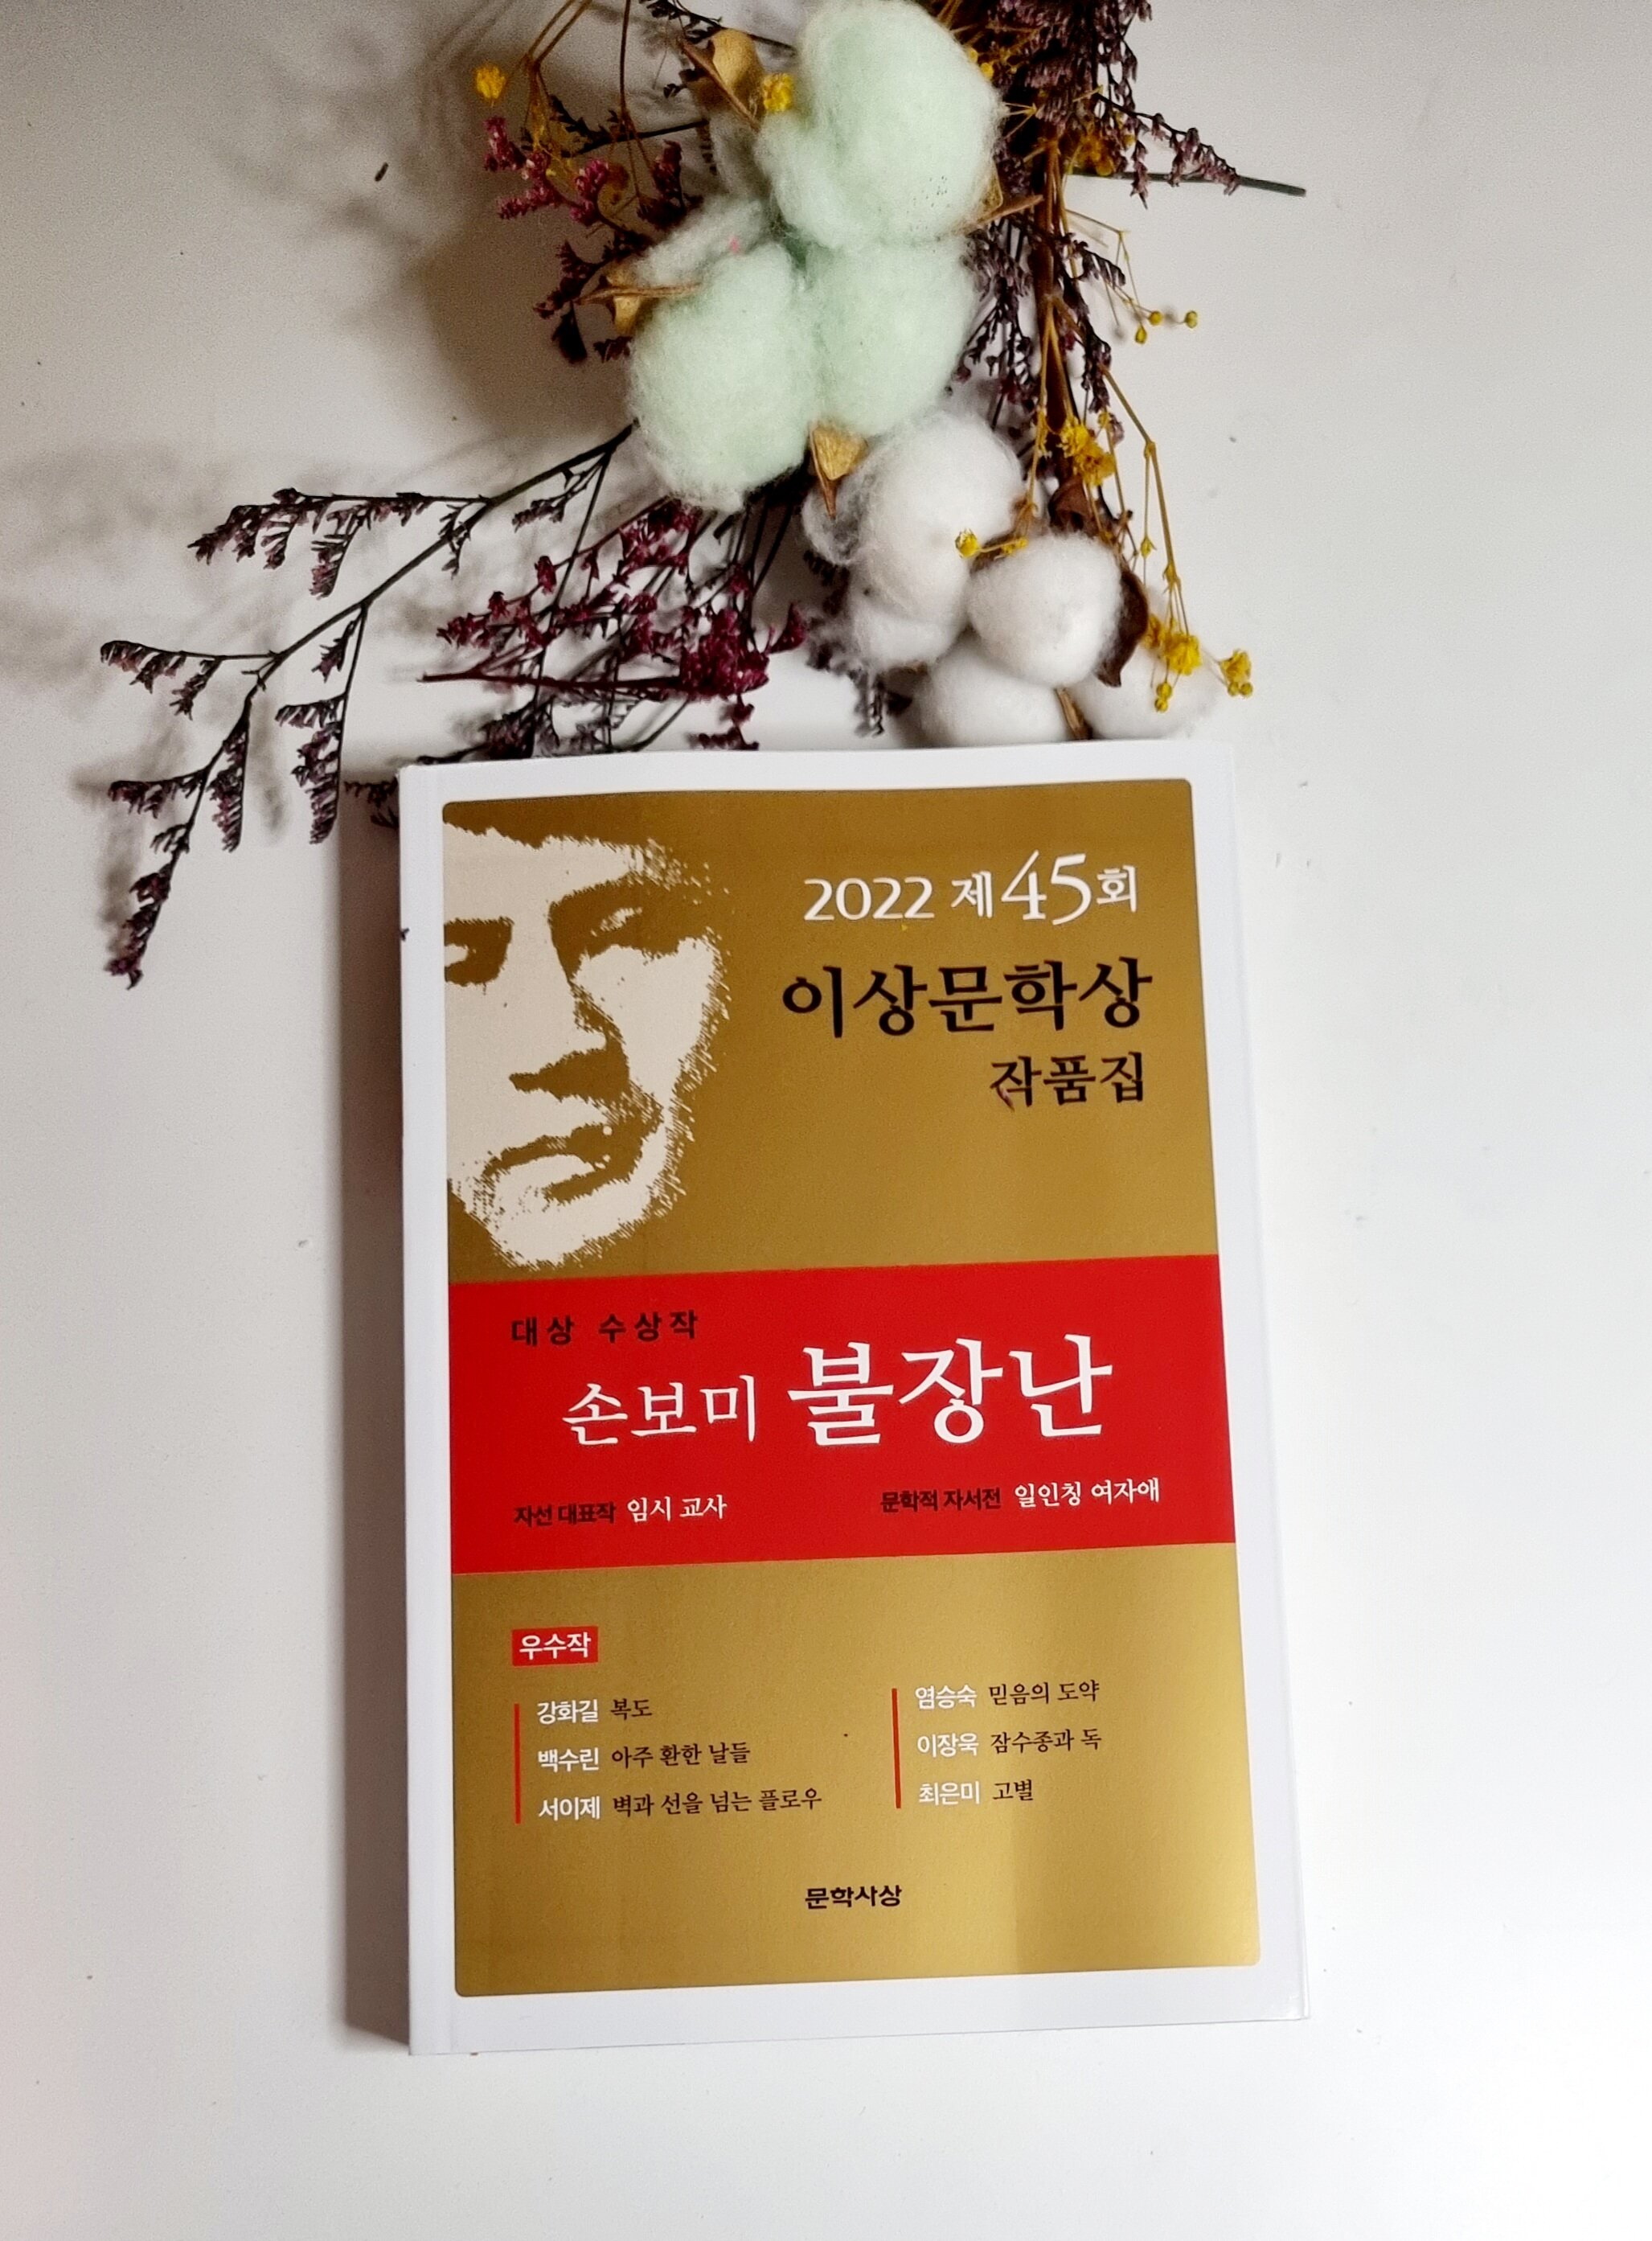 2022 제45회
이상문학상
작품집
대상 수상작
손보미 불장난
자선 대표작 임시 교사
문학적 자서전 일인칭 여자애
우수작
강화길 복도
백수린 아주 환한 날들
서이제 벽과 선을 넘는 플로우
염승숙 믿음의 도약
이장욱 잠수종과 독
최은미 고별
문학사상